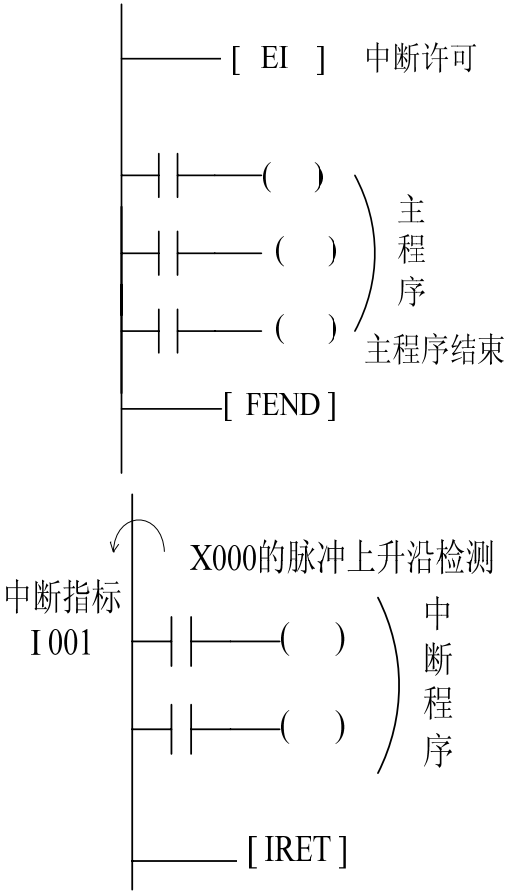 [ EI ] 中断许可
( )
( )
( )
主程序
主程序结束
[ FEND ]
X000的脉冲上升沿检测
中断指标
I 001
( )
( )
中断程序
[ IRET ]